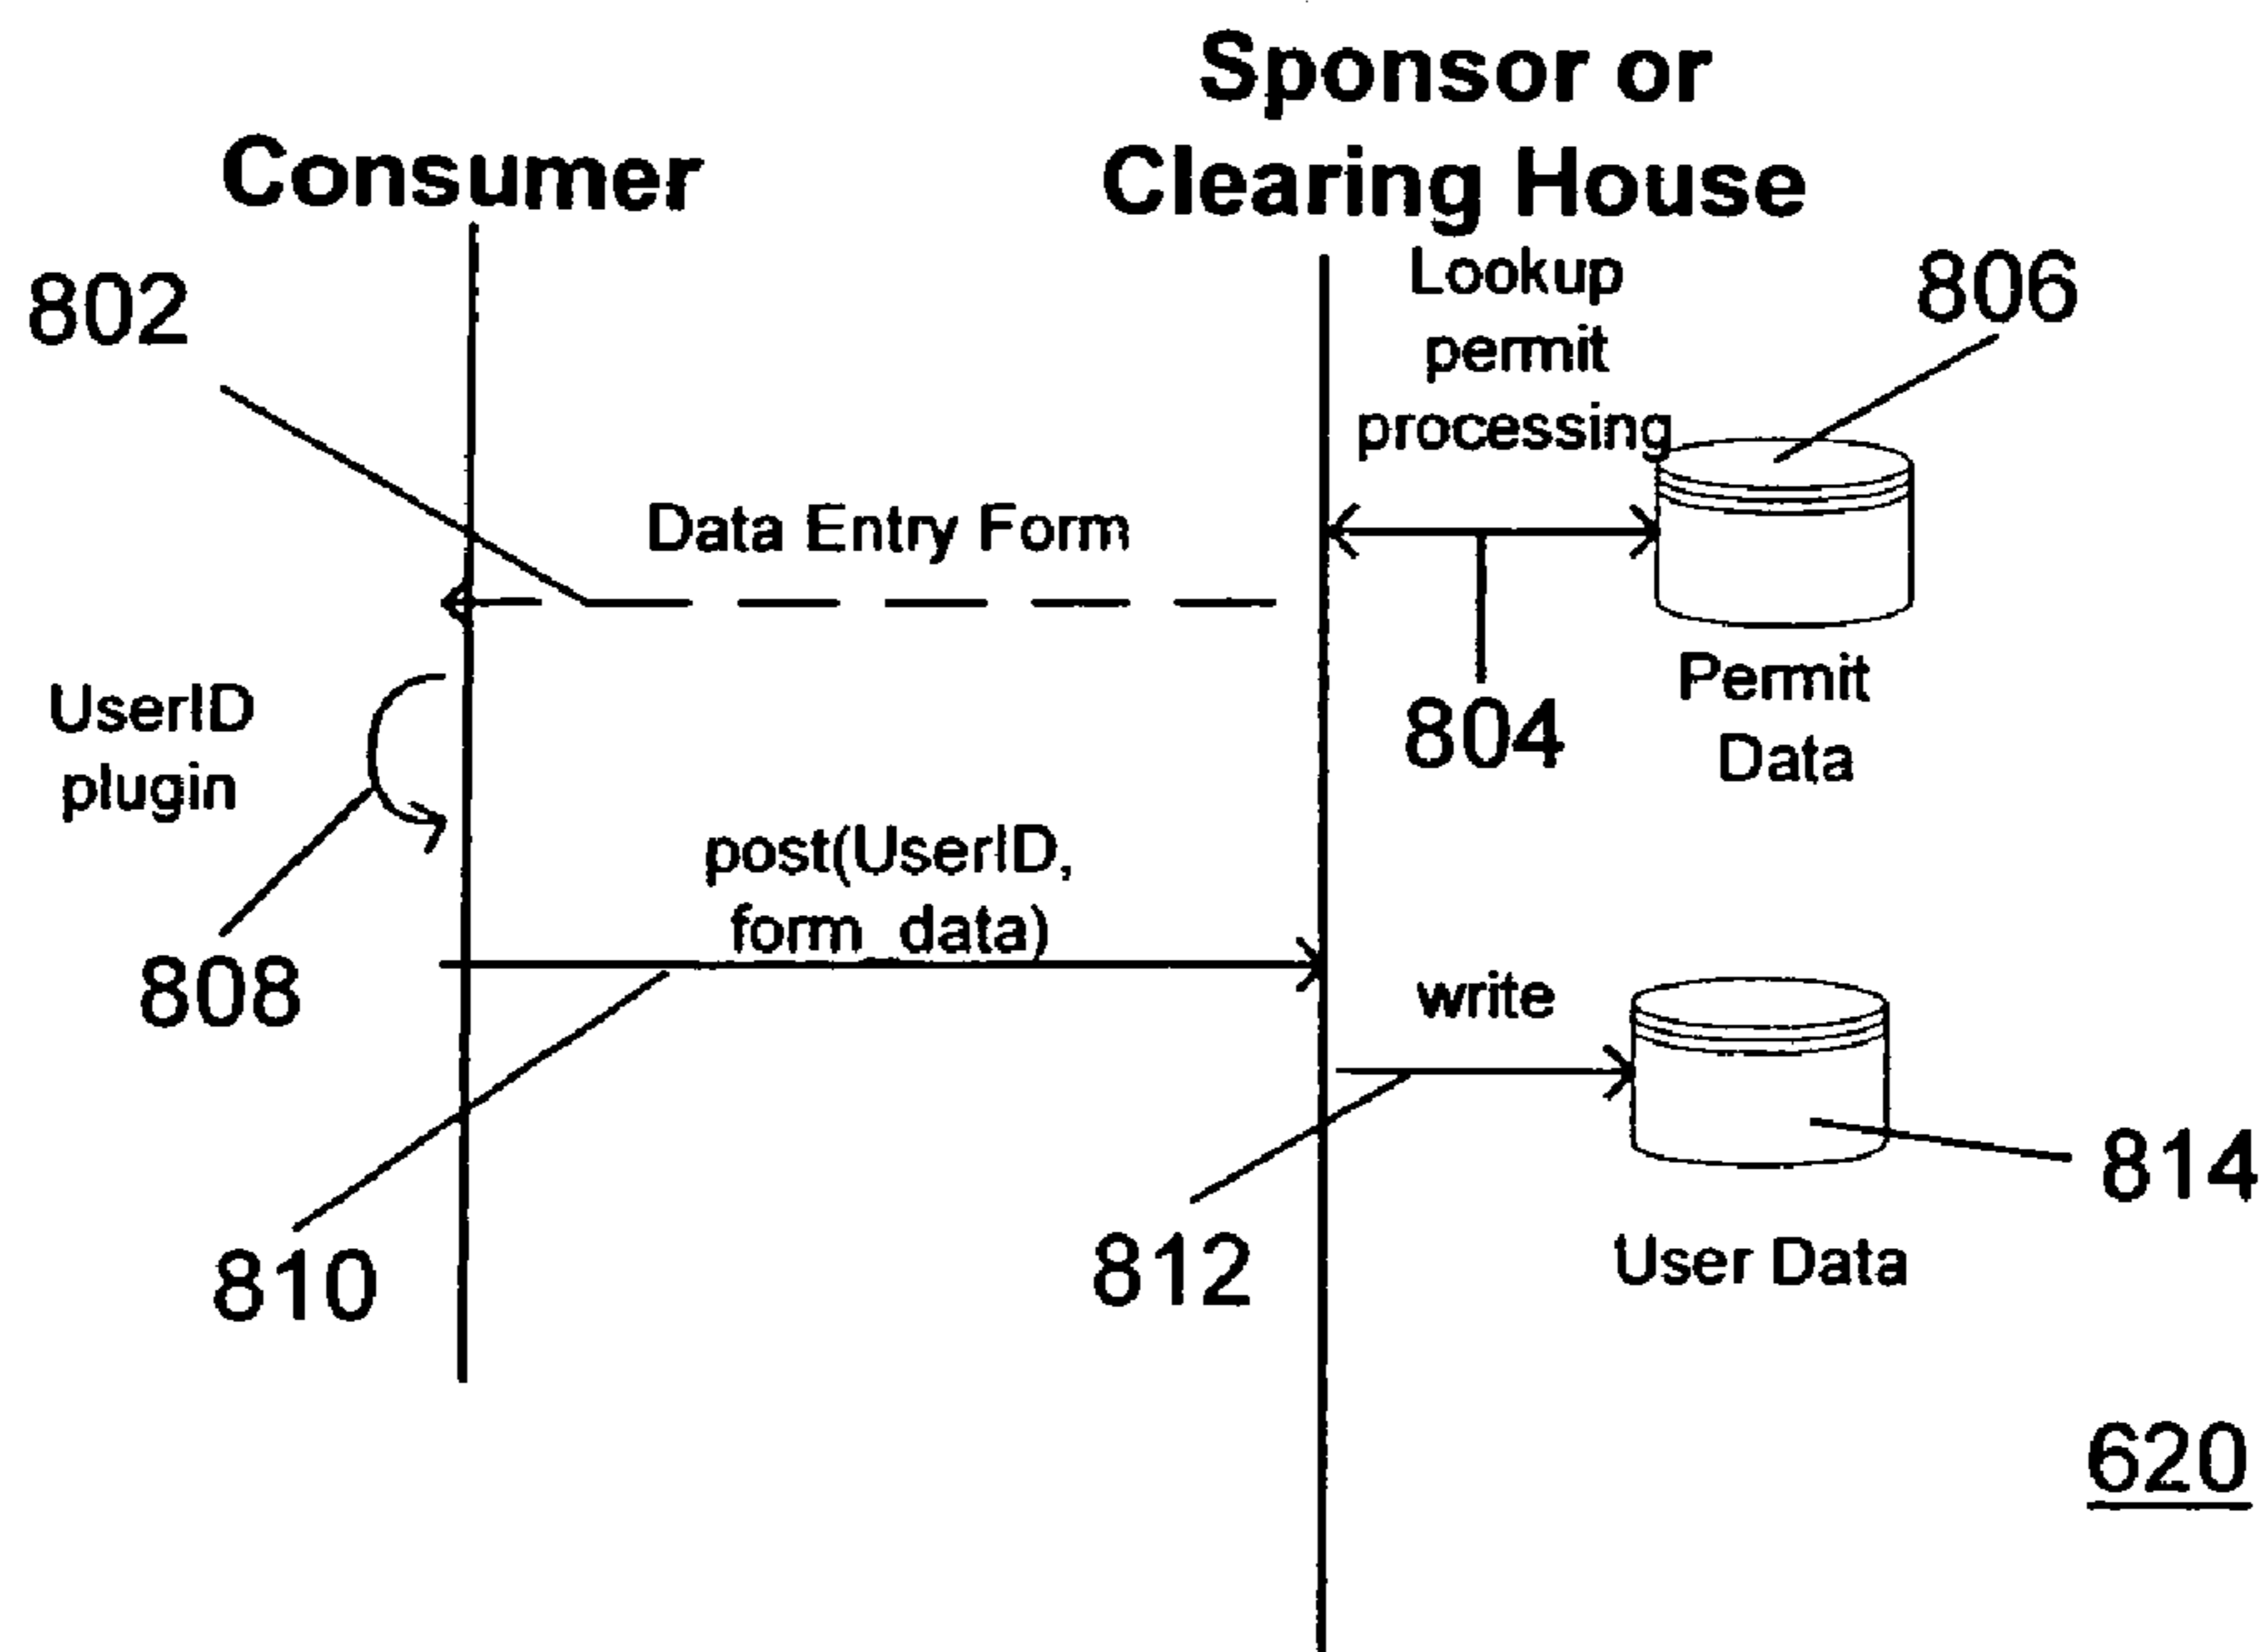 Sponsor or
Clearing House
Consumer
802
Lookup
permit
processing
806
Data Entry Form
804
Permit
Data
UserID
plugin
808
post(UserID,
form_data)
810
write
812
814
User Data
620